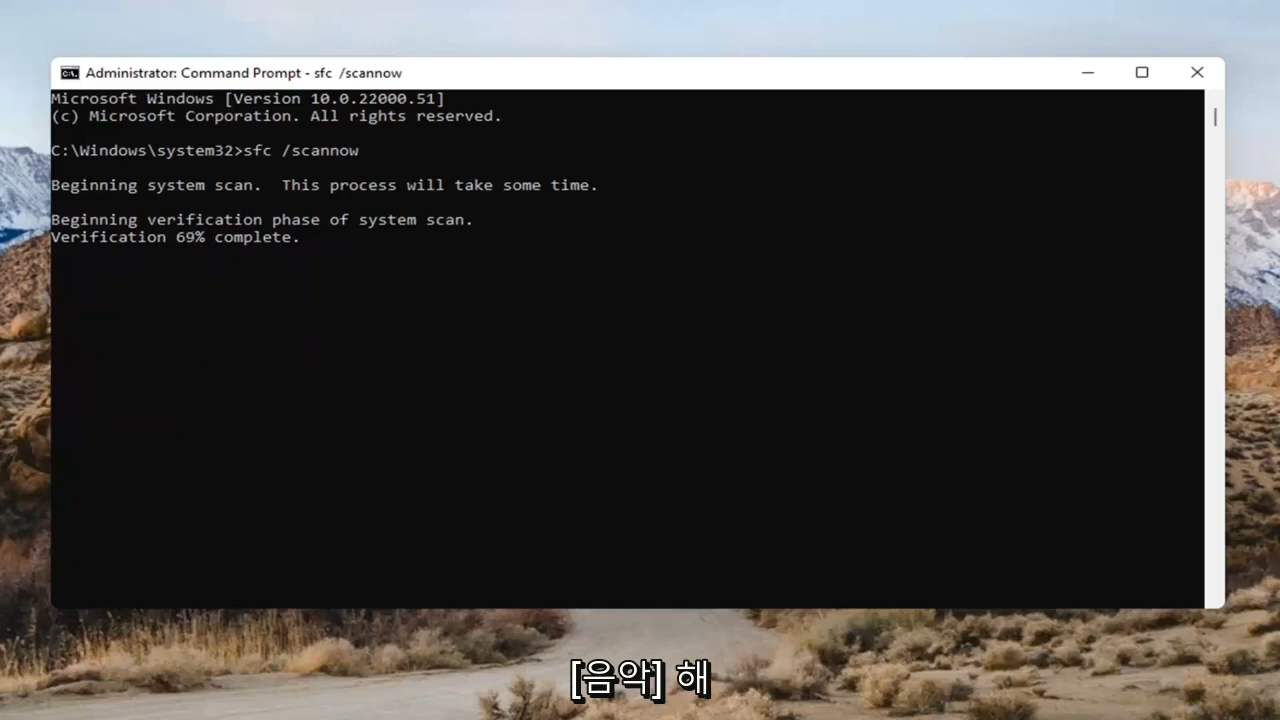 Administrator: Command Prompt - sfc  /scannow
Microsoft Windows [Version 10.0.22000.51]
(c) Microsoft Corporation. All rights reserved.
C:\Windows\system32>sfc /scannow
Beginning system scan.  This process will take some time.
Beginning verification phase of system scan.
Verification 69% complete.
[음악] 해